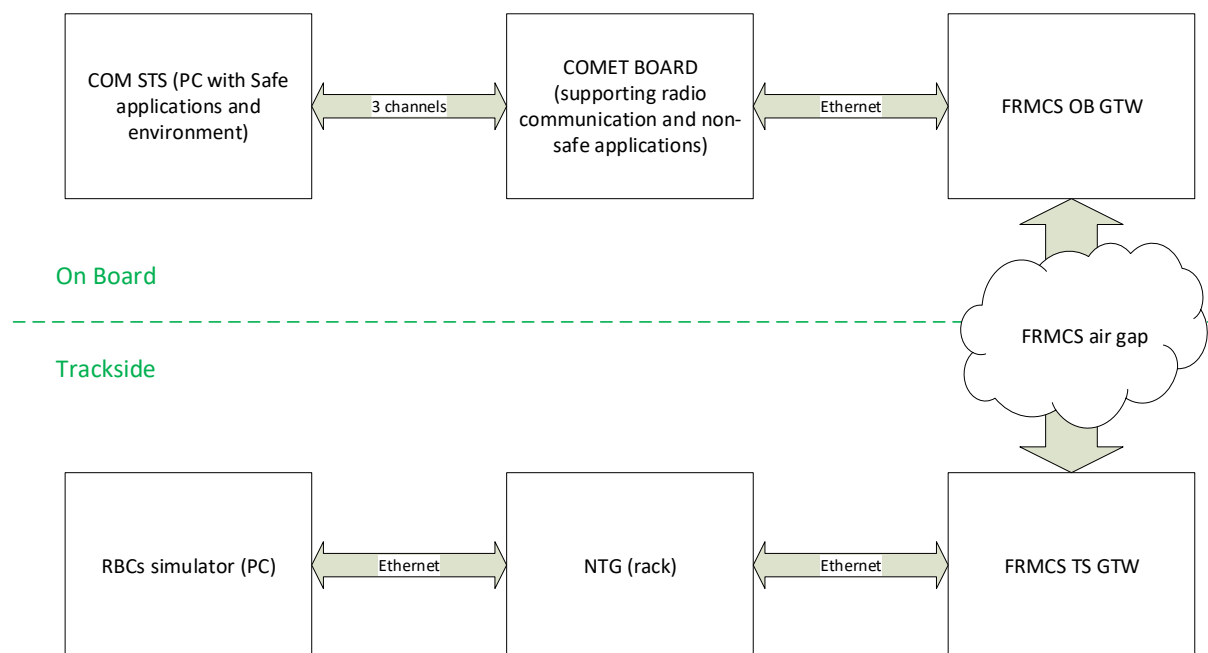 COM STS (PC with Safe
applications and
environment)
3 channels
COMET BOARD
(supporting radio
communication and non-
safe applications)
Ethernet
FRMCS OB GTW
On Board
FRMCS air gap
Trackside
RBCs simulator (PC)
Ethernet
NTG (rack)
Ethernet
FRMCS TS GTW